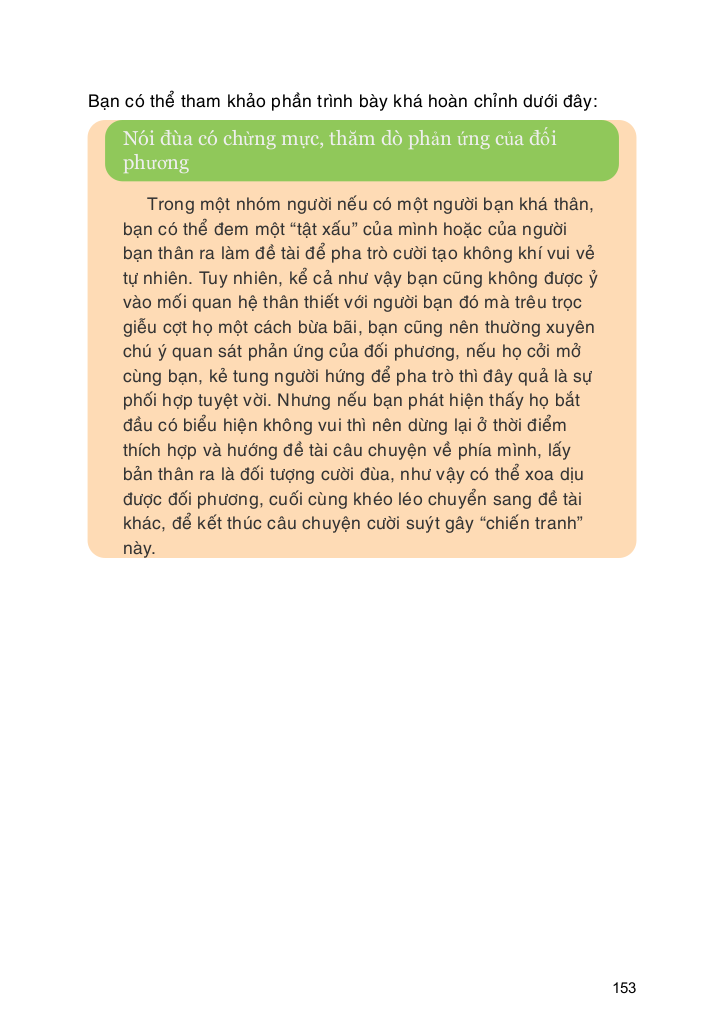 Bạn có thể tham khảo phần trình bày khá hoàn chỉnh dưới đây:
Nói đùa có chừng mực, thăm dò phản ứng của đối
phương
Trong một nhóm người nếu có một người bạn khá thân,
bạn có thể đem một “tật xấu” của mình hoặc của người
bạn thân ra làm đề tài để pha trò cười tạo không khí vui vẻ
tự nhiên. Tuy nhiên, kể cả như vậy bạn cũng không được ỷ
vào mối quan hệ thân thiết với người bạn đó mà trêu trọc
giễu cợt họ một cách bừa bãi, bạn cũng nên thường xuyên
chú ý quan sát phản ứng của đối phương, nếu họ cởi mở
cùng bạn, kẻ tung người hứng để pha trò thì đây quả là sự
phối hợp tuyệt vời. Nhưng nếu bạn phát hiện thấy họ bắt
đầu có biểu hiện không vui thì nên dừng lại ở thời điểm
thích hợp và hướng đề tài câu chuyện về phía mình, lấy
bản thân ra là đối tượng cười đùa, như vậy có thể xoa dịu
được đối phương, cuối cùng khéo léo chuyển sang đề tài
khác, để kết thúc câu chuyện cười suýt gây “chiến tranh”
này.
153